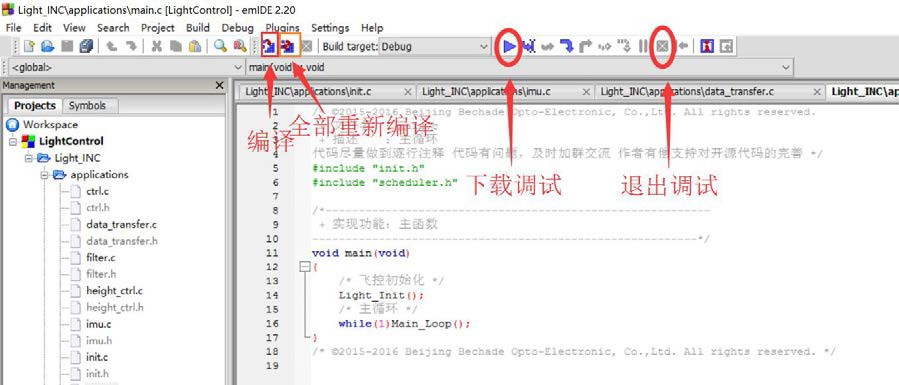 Light_INC\applications\main.c [LightControl] - emIDE 2.20
File Edit View Search Project Build Debug Plugins Settings Help
Build target: Debug
<global>
main(void) : void
Management
Projects Symbols
Light_INC\applications\init.c
Light_INC\applications\imu.c
Light_INC\applications\data_transfer.c
Light_INC\ap
Workspace
LightControl
Light_INC
applications
ctrl.c
ctrl.h
data_transfer.c
data_transfer.h
filter.c
filter.h
height_ctrl.c
height_ctrl.h
imu.c
imu.h
init.c
init.h
编译
全部重新编译
下载调试
退出调试
1 ©2015-2016 Beijing Bechade Opto-Electronic, Co.,Ltd. All rights reserved.
2
3 + 描述 : 主循环
4 代码尽量做到逐行注释 代码有问题，及时加群交流 作者有偿支持对开源代码的完善 */
5 #include "init.h"
6 #include "scheduler.h"
7
8 /*----------------------------------------------------------
9 + 实现功能：主函数
10 ----------------------------------------------------------*/
11 void main(void)
12 {
13 /* 飞控初始化 */
14 Light_Init();
15 /* 主循环 */
16 while(1)Main_Loop();
17 }
18 /* ©2015-2016 Beijing Bechade Opto-Electronic, Co.,Ltd. All rights reserved. */
19